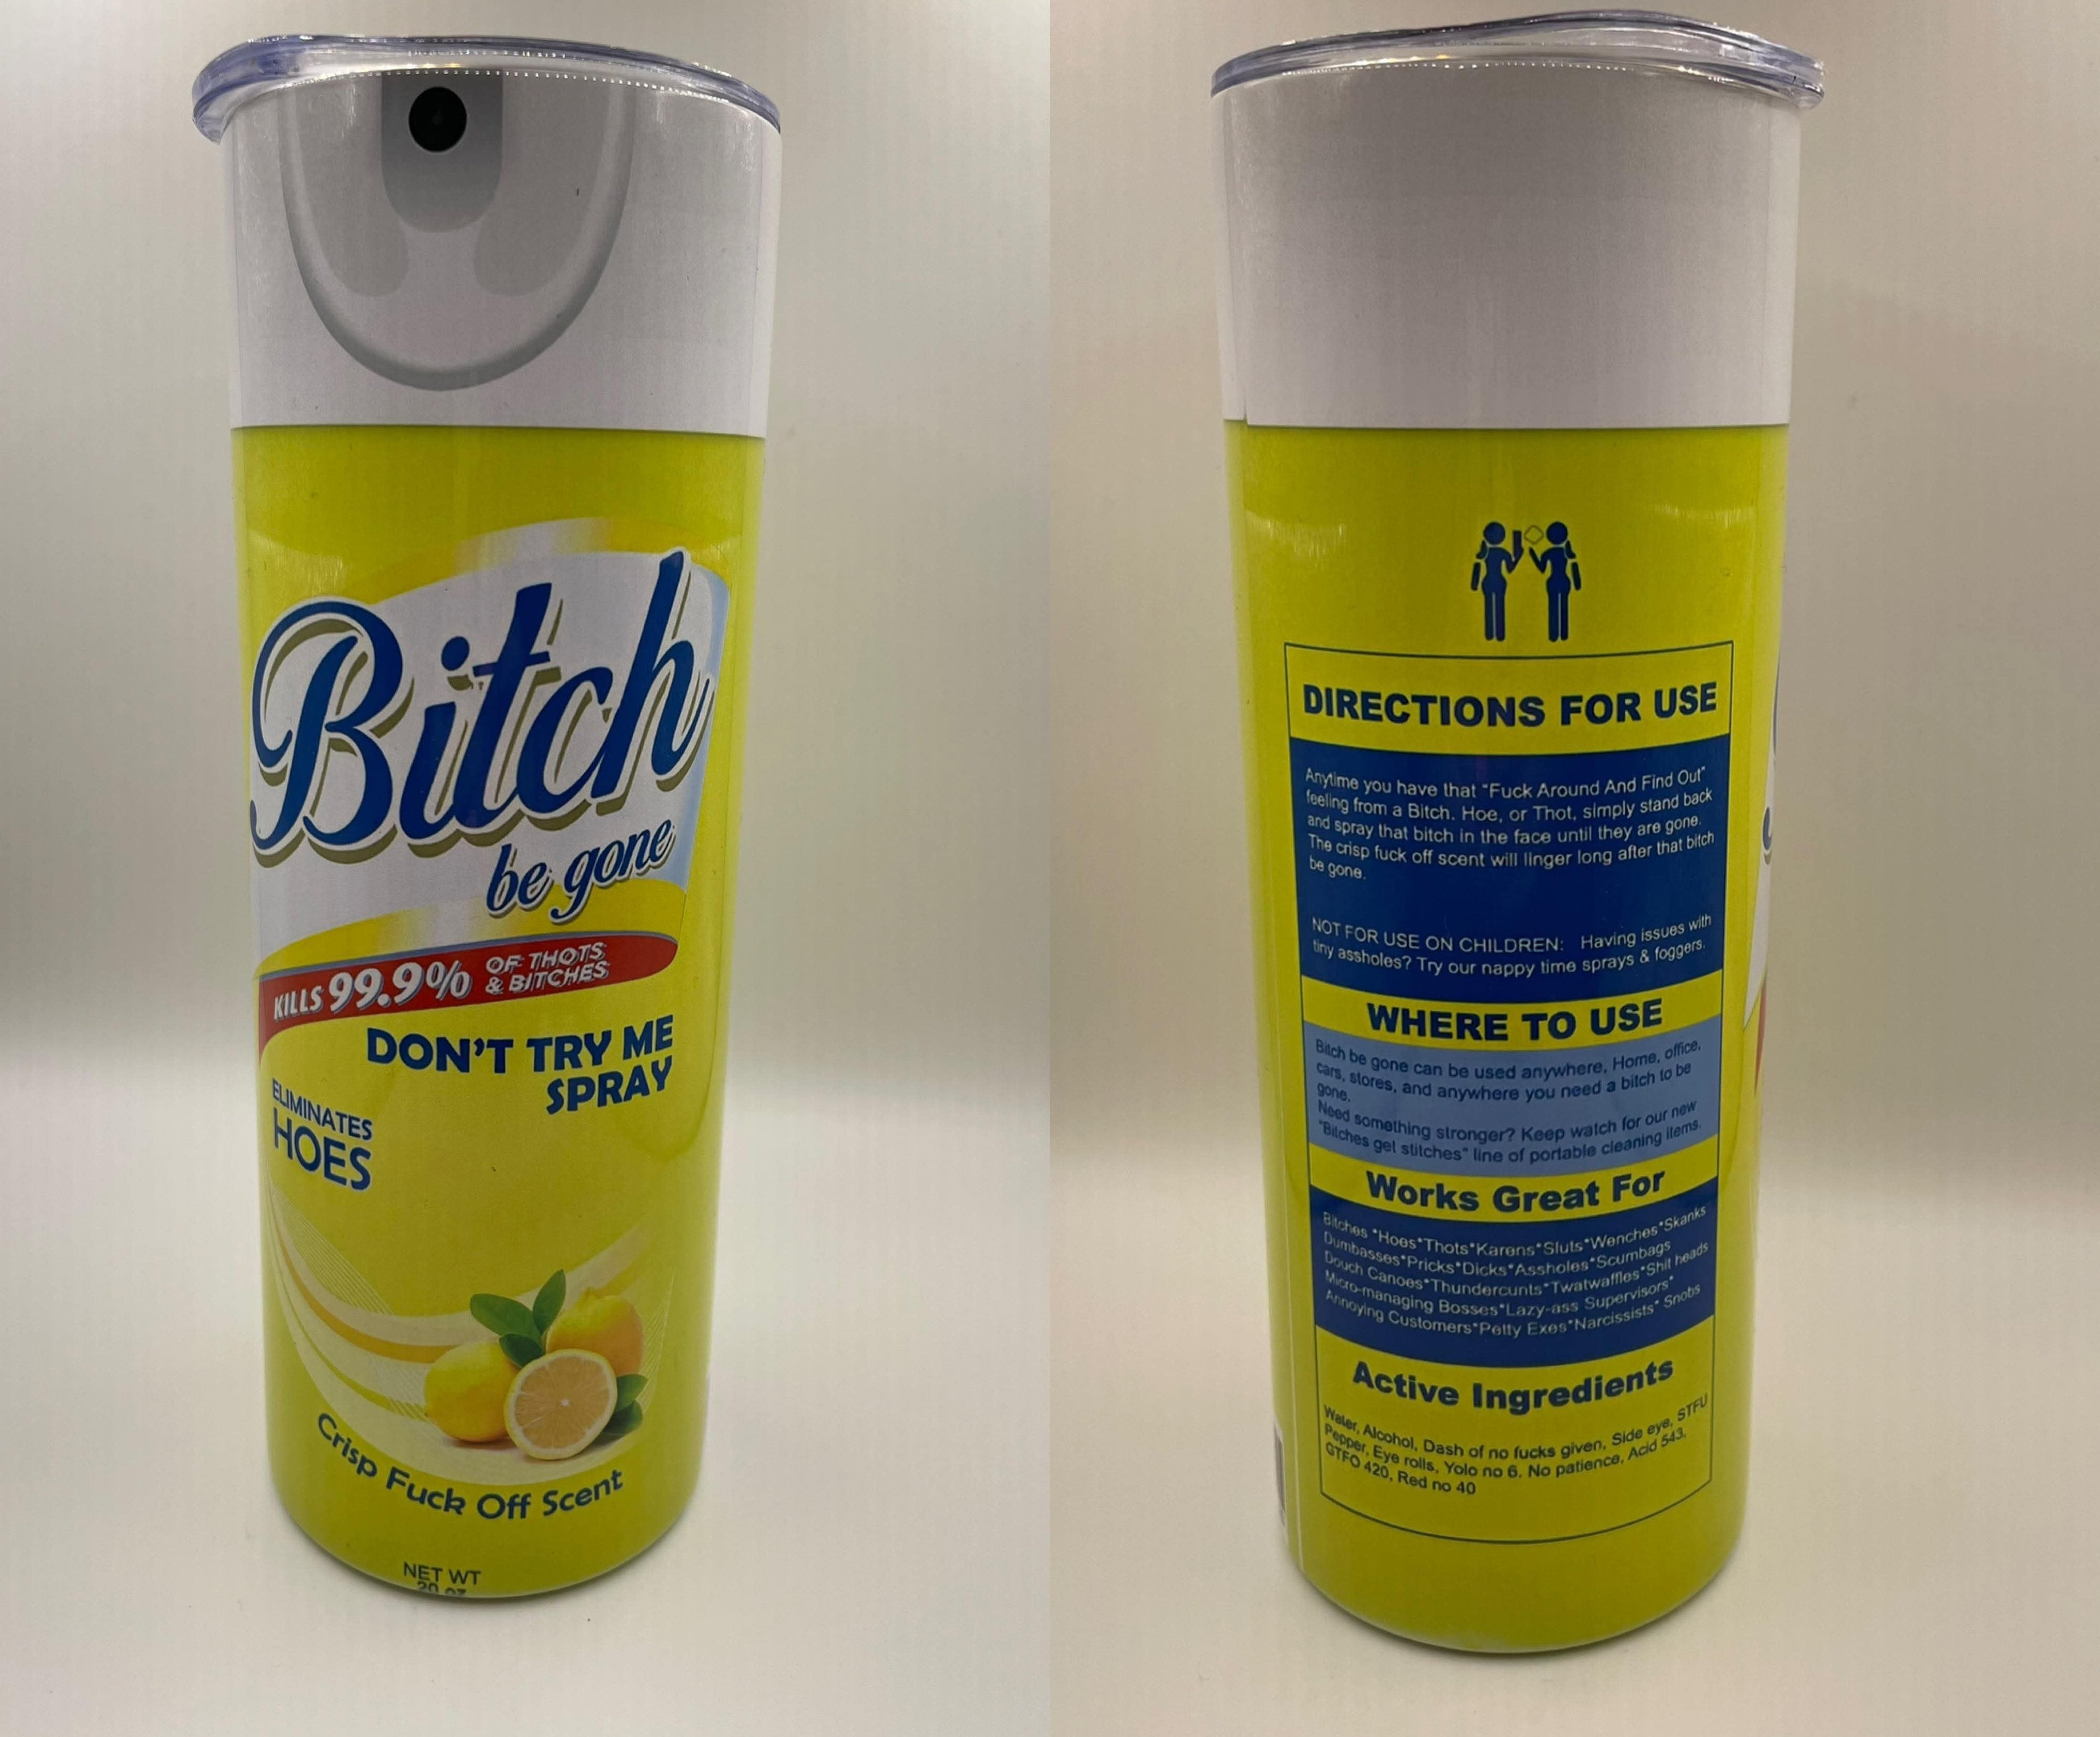 Bitch
be gone
KILLS 99.9% OF THOTS
& BITCHES
DON'T TRY ME
SPRAY
ELIMINATES
HOES
Crisp Fuck Off Scent
NET WT
20 oz
DIRECTIONS FOR USE
Anytime you have that "Fuck Around And Find Out"
feeling from a Bitch. Hoe, or Thot, simply stand back
and spray that bitch in the face until they are gone.
The crisp fuck off scent will linger long after that bitch
be gone.
NOT FOR USE ON CHILDREN: Having issues with
tiny assholes? Try our nappy time sprays & foggers.
WHERE TO USE
Bitch be gone can be used anywhere, Home, office,
cars, stores, and anywhere you need a bitch to be
gone.
Need something stronger? Keep watch for our new
"Bitches get stitches" line of portable cleaning items.
Works Great For
Bitches *Hoes*Thots*Karens*Sluts*Wenches*Skanks
Dumbasses*Pricks*Dicks*Assholes*Scumbags
Douch Canoes*Thundercunts*Twatwaffles*Shit heads
Micro-managing Bosses*Lazy-ass Supervisors*
Annoying Customers*Petty Exes*Narcissists* Snobs
Active Ingredients
Water, Alcohol, Dash of no fucks given, Side eye, STFU
Pepper, Eye rolls, Yolo no 6. No patience, Acid 543,
GTFO 420, Red no 40